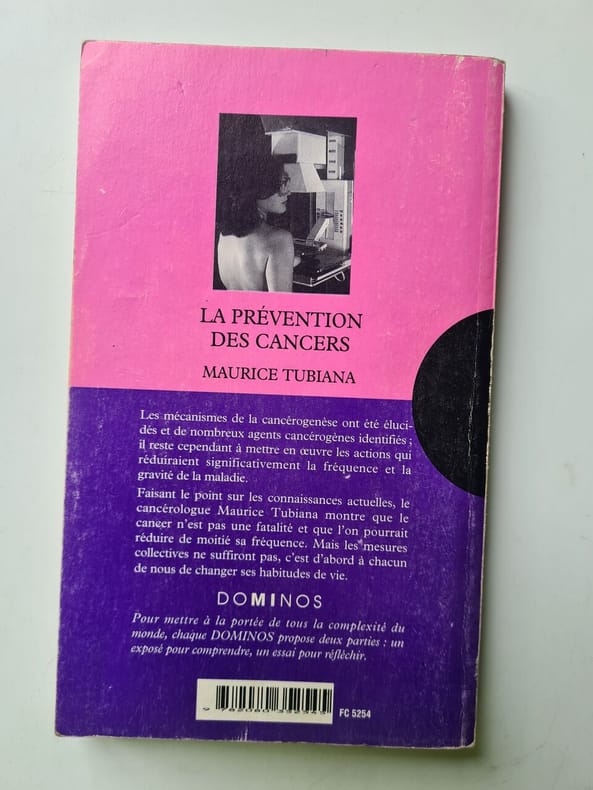 LA PRÉVENTION
DES CANCERS
MAURICE TUBIANA
Les mécanismes de la cancérogenèse ont été éluci-
dés et de nombreux agents cancérogènes identifiés ;
il reste cependant à mettre en œuvre les actions qui
réduiraient significativement la fréquence et la
gravité de la maladie.
Faisant le point sur les connaissances actuelles, le
cancérologue Maurice Tubiana montre que le
cancer n’est pas une fatalité et que l’on pourrait
réduire de moitié sa fréquence. Mais les mesures
collectives ne suffiront pas, c’est d’abord à chacun
de nous de changer ses habitudes de vie.
DOMINOS
Pour mettre à la portée de tous la complexité du
monde, chaque DOMINOS propose deux parties : un
exposé pour comprendre, un essai pour réfléchir.
FC 5254